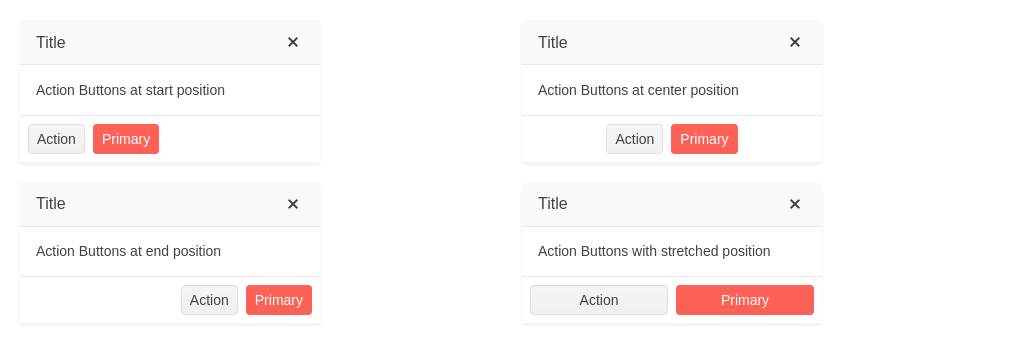 Title
Action Buttons at start position
Action Primary
Title
Action Buttons at center position
Action Primary
Title
Action Buttons at end position
Action Primary
Title
Action Buttons with stretched position
Action Primary